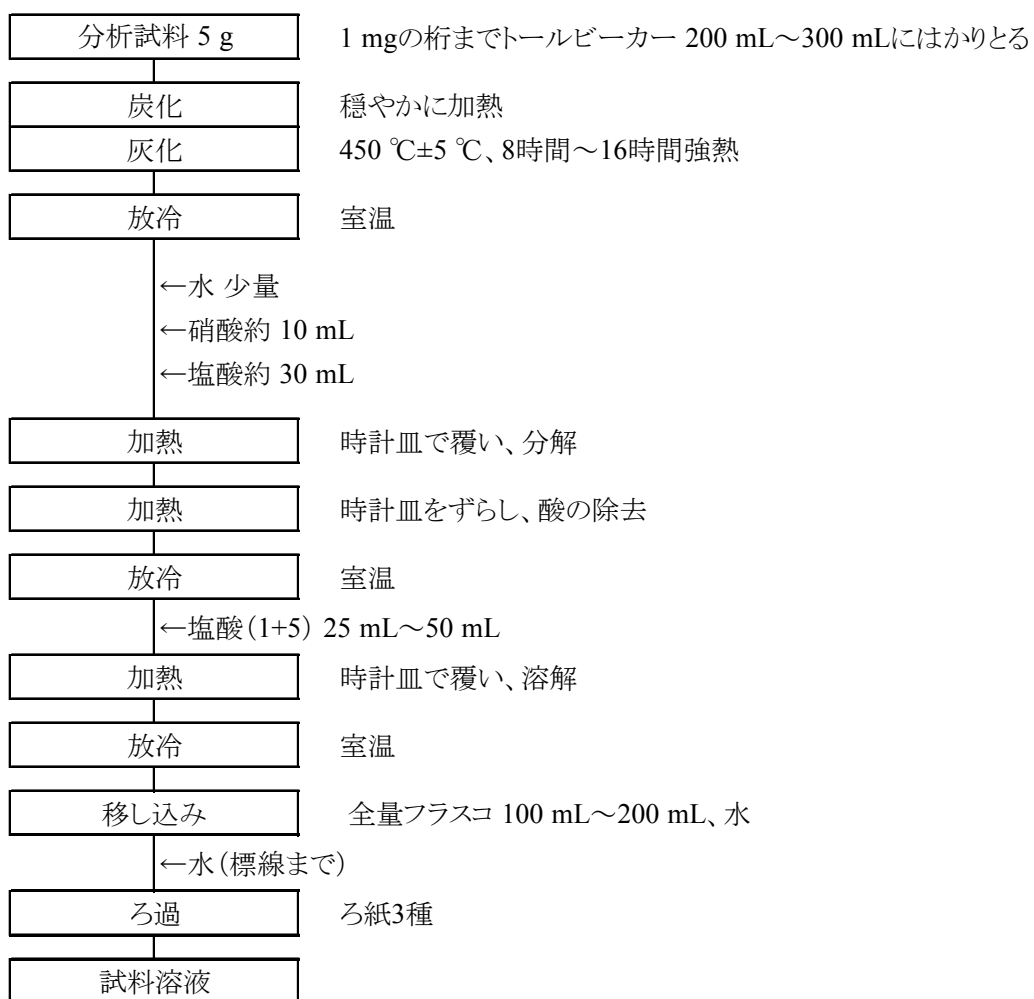 分析試料 5 g 1 mgの桁までトールビーカー 200 mL～300 mLにはかりとる
炭化 穏やかに加熱
灰化 450 ℃±5 ℃、8時間～16時間強熱
放冷 室温
←水 少量
←硝酸約 10 mL
←塩酸約 30 mL
加熱 時計皿で覆い、分解
加熱 時計皿をずらし、酸の除去
放冷 室温
←塩酸（1+5） 25 mL～50 mL
加熱 時計皿で覆い、溶解
放冷 室温
移し込み 全量フラスコ 100 mL～200 mL、水
←水（標線まで）
ろ過 ろ紙3種
試料溶液